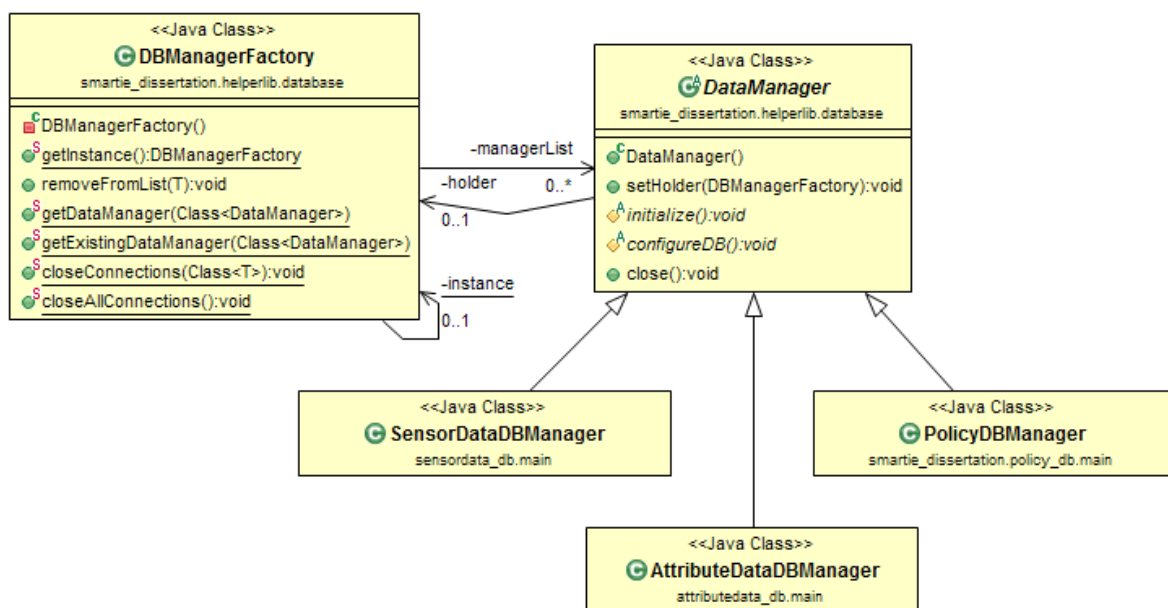 <<Java Class>>
DBManagerFactory
smartie_dissertation.helperlib.database
DBManagerFactory()
getInstance():DBManagerFactory
removeFromList(T):void
getDataManager(Class<DataManager>)
getExistingDataManager(Class<DataManager>)
closeConnections(Class<T>):void
closeAllConnections():void
-managerList
0..*
-holder
0..1
-instance
0..1
<<Java Class>>
DataManager
smartie_dissertation.helperlib.database
DataManager()
setHolder(DBManagerFactory):void
initialize():void
configureDB():void
close():void
<<Java Class>>
SensorDataDBManager
sensordata_db.main
<<Java Class>>
PolicyDBManager
smartie_dissertation.policy_db.main
<<Java Class>>
AttributeDataDBManager
attributedata_db.main